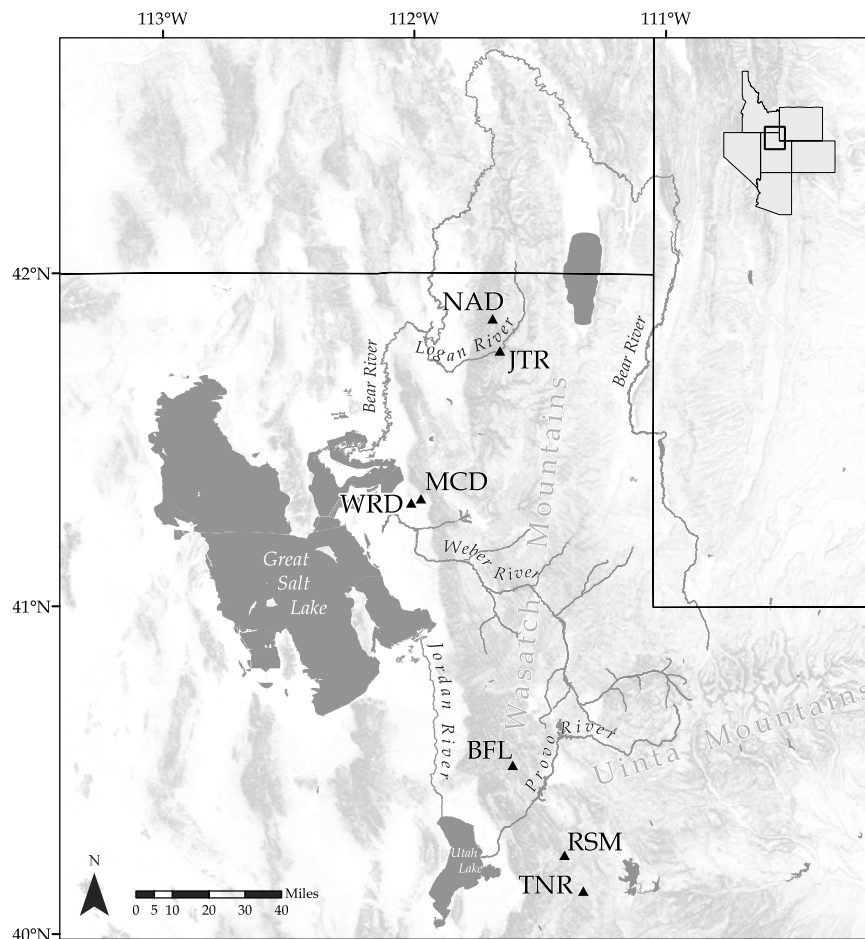 113°W 112°W 111°W
42°N
NAD
Logan River
JTR
Bear River
Bear River
MCD
WRD
Wasatch Mountains
Weber River
Great
Salt
Lake
41°N
Jordan River
Provo River
Uinta Mountains
BFL
RSM
Utah
Lake
TNR
N
Miles
0 5 10 20 30 40
40°N